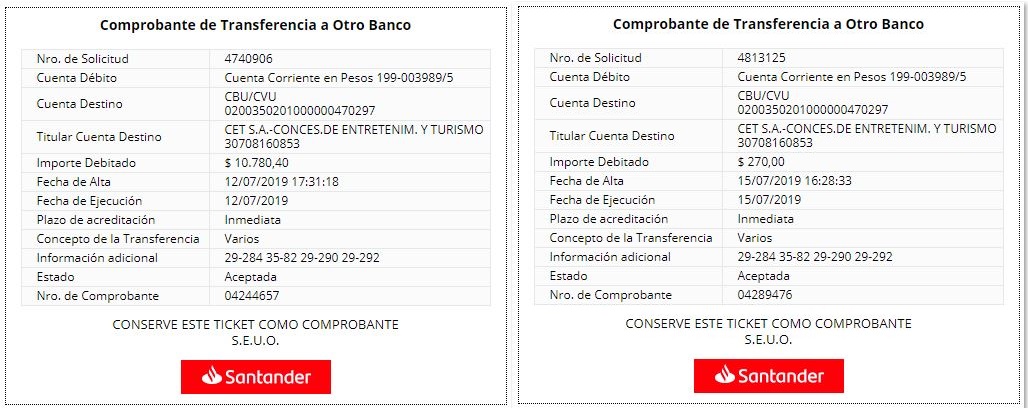 Comprobante de Transferencia a Otro Banco
Nro. de Solicitud 4740906
Cuenta Débito Cuenta Corriente en Pesos 199-003989/5
Cuenta Destino CBU/CVU
0200350201000000470297
Titular Cuenta Destino CET S.A.-CONCES.DE ENTRETENIM. Y TURISMO
30708160853
Importe Debitado $ 10.780,40
Fecha de Alta 12/07/2019 17:31:18
Fecha de Ejecución 12/07/2019
Plazo de acreditación Inmediata
Concepto de la Transferencia Varios
Información adicional 29-284 35-82 29-290 29-292
Estado Aceptada
Nro. de Comprobante 04244657
CONSERVE ESTE TICKET COMO COMPROBANTE
S.E.U.O.
Santander
Comprobante de Transferencia a Otro Banco
Nro. de Solicitud 4813125
Cuenta Débito Cuenta Corriente en Pesos 199-003989/5
Cuenta Destino CBU/CVU
0200350201000000470297
Titular Cuenta Destino CET S.A.-CONCES.DE ENTRETENIM. Y TURISMO
30708160853
Importe Debitado $ 270,00
Fecha de Alta 15/07/2019 16:28:33
Fecha de Ejecución 15/07/2019
Plazo de acreditación Inmediata
Concepto de la Transferencia Varios
Información adicional 29-284 35-82 29-290 29-292
Estado Aceptada
Nro. de Comprobante 04289476
CONSERVE ESTE TICKET COMO COMPROBANTE
S.E.U.O.
Santander